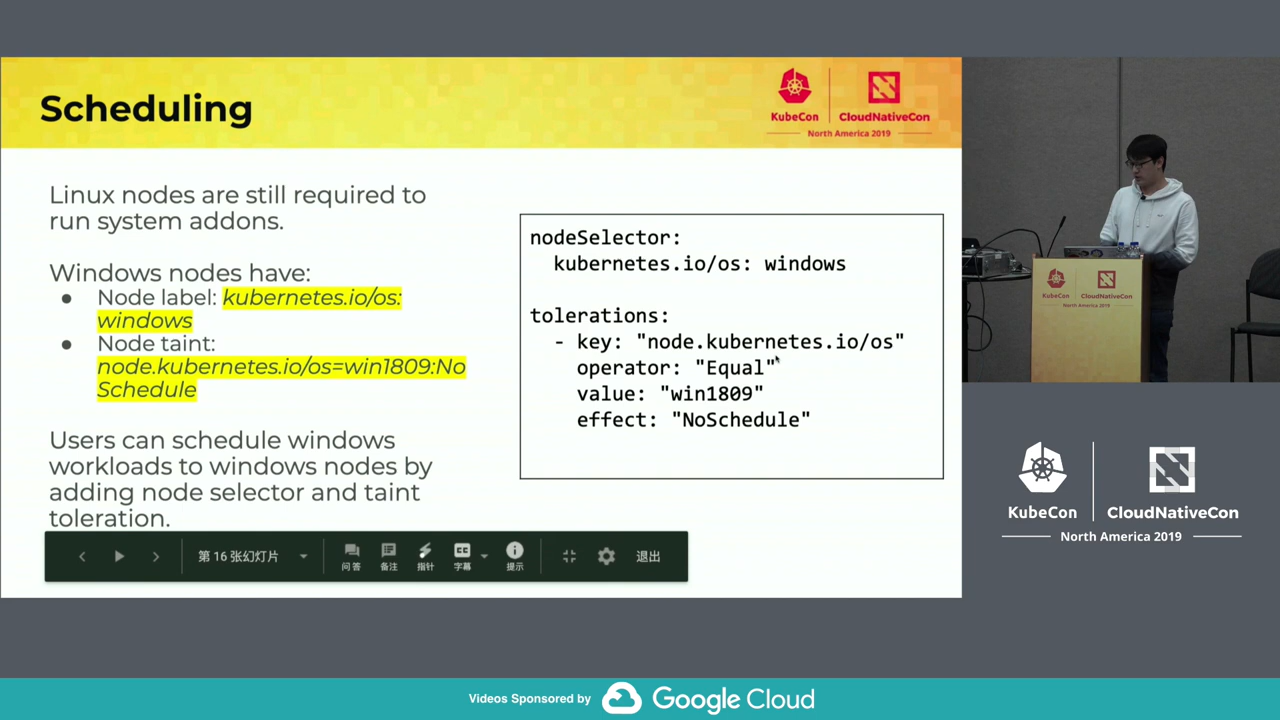 Scheduling
KubeCon
CloudNativeCon
North America 2019
Linux nodes are still required to
run system addons.
Windows nodes have:
● Node label: kubernetes.io/os:
windows
● Node taint:
node.kubernetes.io/os=win1809:No
Schedule
Users can schedule windows
workloads to windows nodes by
adding node selector and taint
toleration.
nodeSelector:
kubernetes.io/os: windows
tolerations:
- key: "node.kubernetes.io/os"
operator: "Equal"
value: "win1809"
effect: "NoSchedule"
第 16 张幻灯片
问答
备注
指针
字幕
提示
退出
KubeCon
CloudNativeCon
North America 2019
KubeCon
CloudNativeCon
North America 2019
Videos Sponsored by
Google Cloud